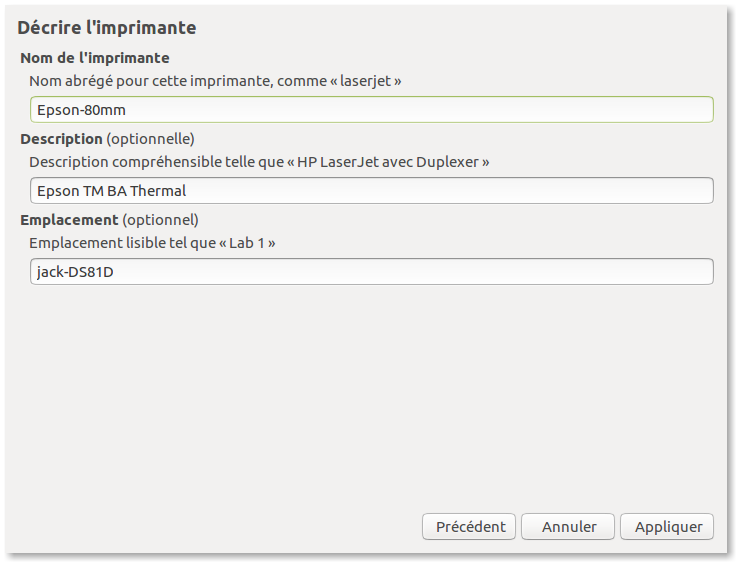 Décrire l'imprimante
Nom de l'imprimante
Nom abrégé pour cette imprimante, comme « laserjet »
Epson-80mm
Description (optionnelle)
Description compréhensible telle que « HP LaserJet avec Duplexer »
Epson TM BA Thermal
Emplacement (optionnel)
Emplacement lisible tel que « Lab 1 »
jack-DS81D
Précédent Annuler Appliquer